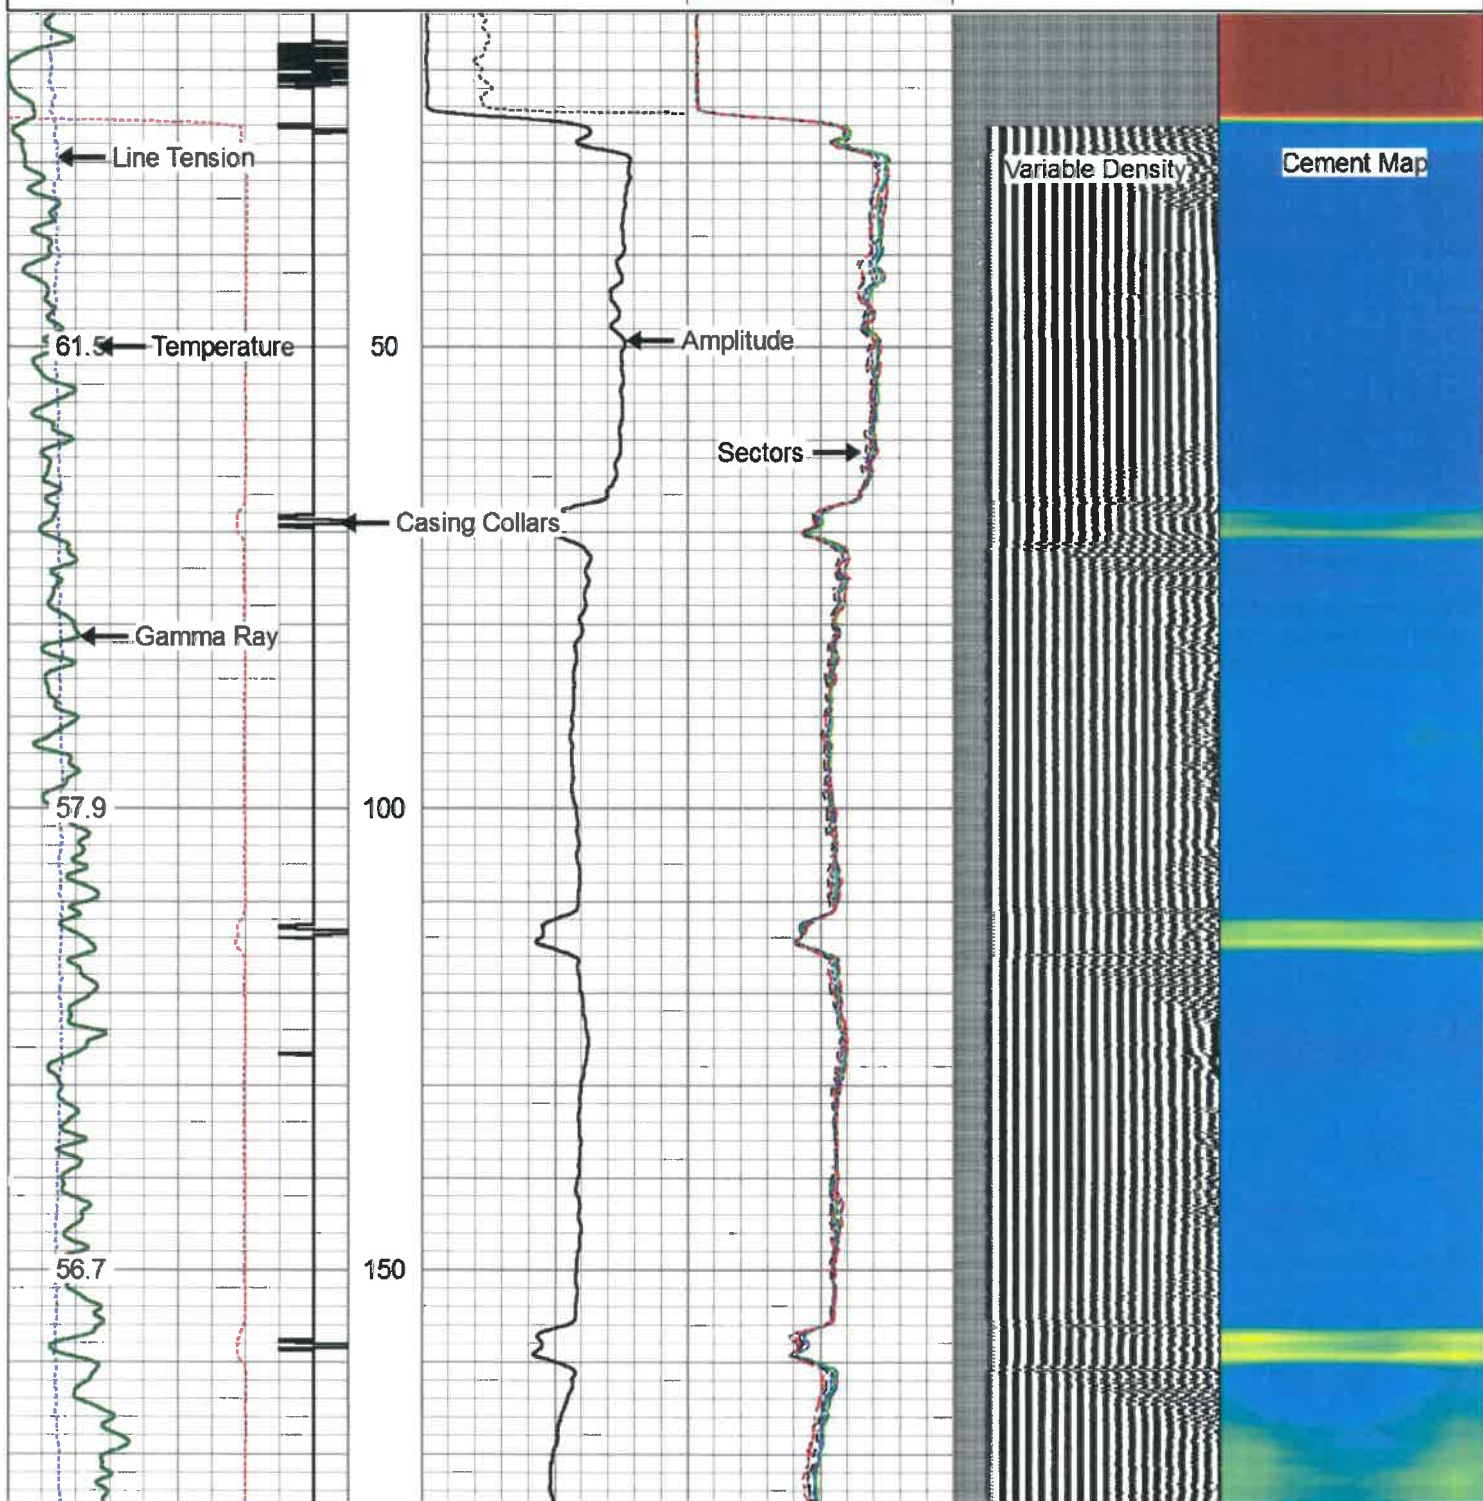 Line Tension
Variable Density
Cement Map
61.5
Temperature
50
Amplitude
Sectors
Casing Collars
Gamma Ray
57.9
100
56.7
150